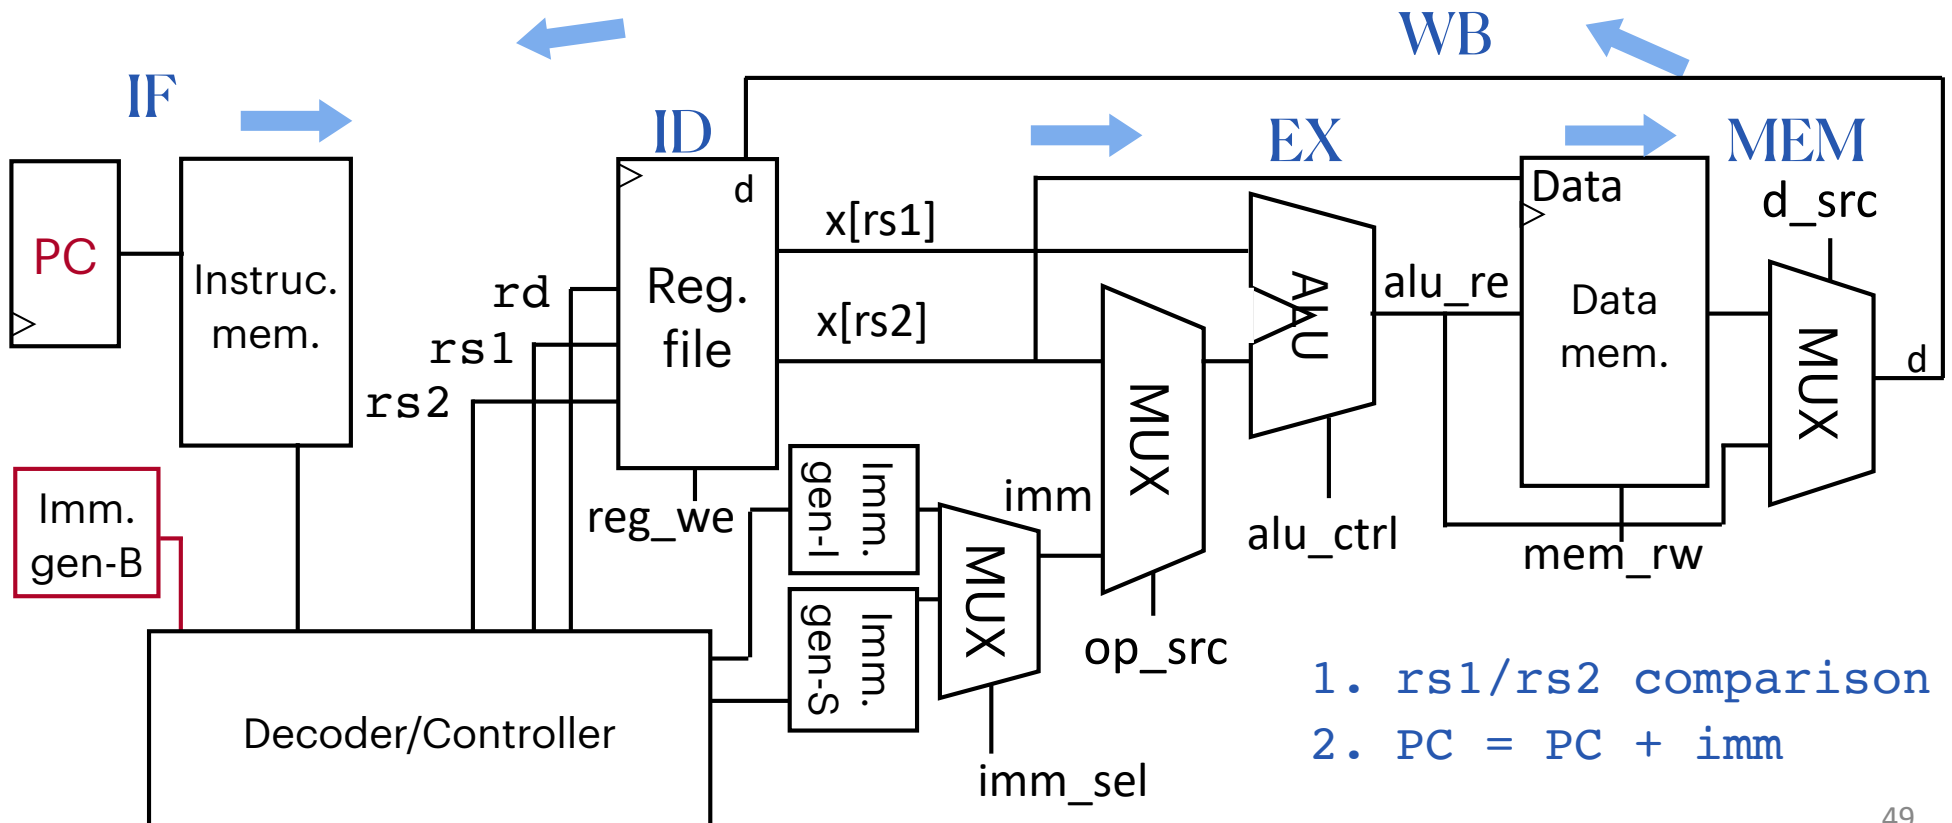 WB
IF
ID
EX
MEM
d
Data
d_src
PC
Instruc.
mem.
rd
rs1
rs2
Reg.
file
x[rs1]
x[rs2]
ALU
alu_re
Data
mem.
MUX
d
MUX
Imm.
gen-B
reg_we
Imm.
gen-I
imm
alu_ctrl
mem_rw
Imm.
gen-S
MUX
op_src
Decoder/Controller
imm_sel
1. rs1/rs2 comparison
2. PC = PC + imm
49